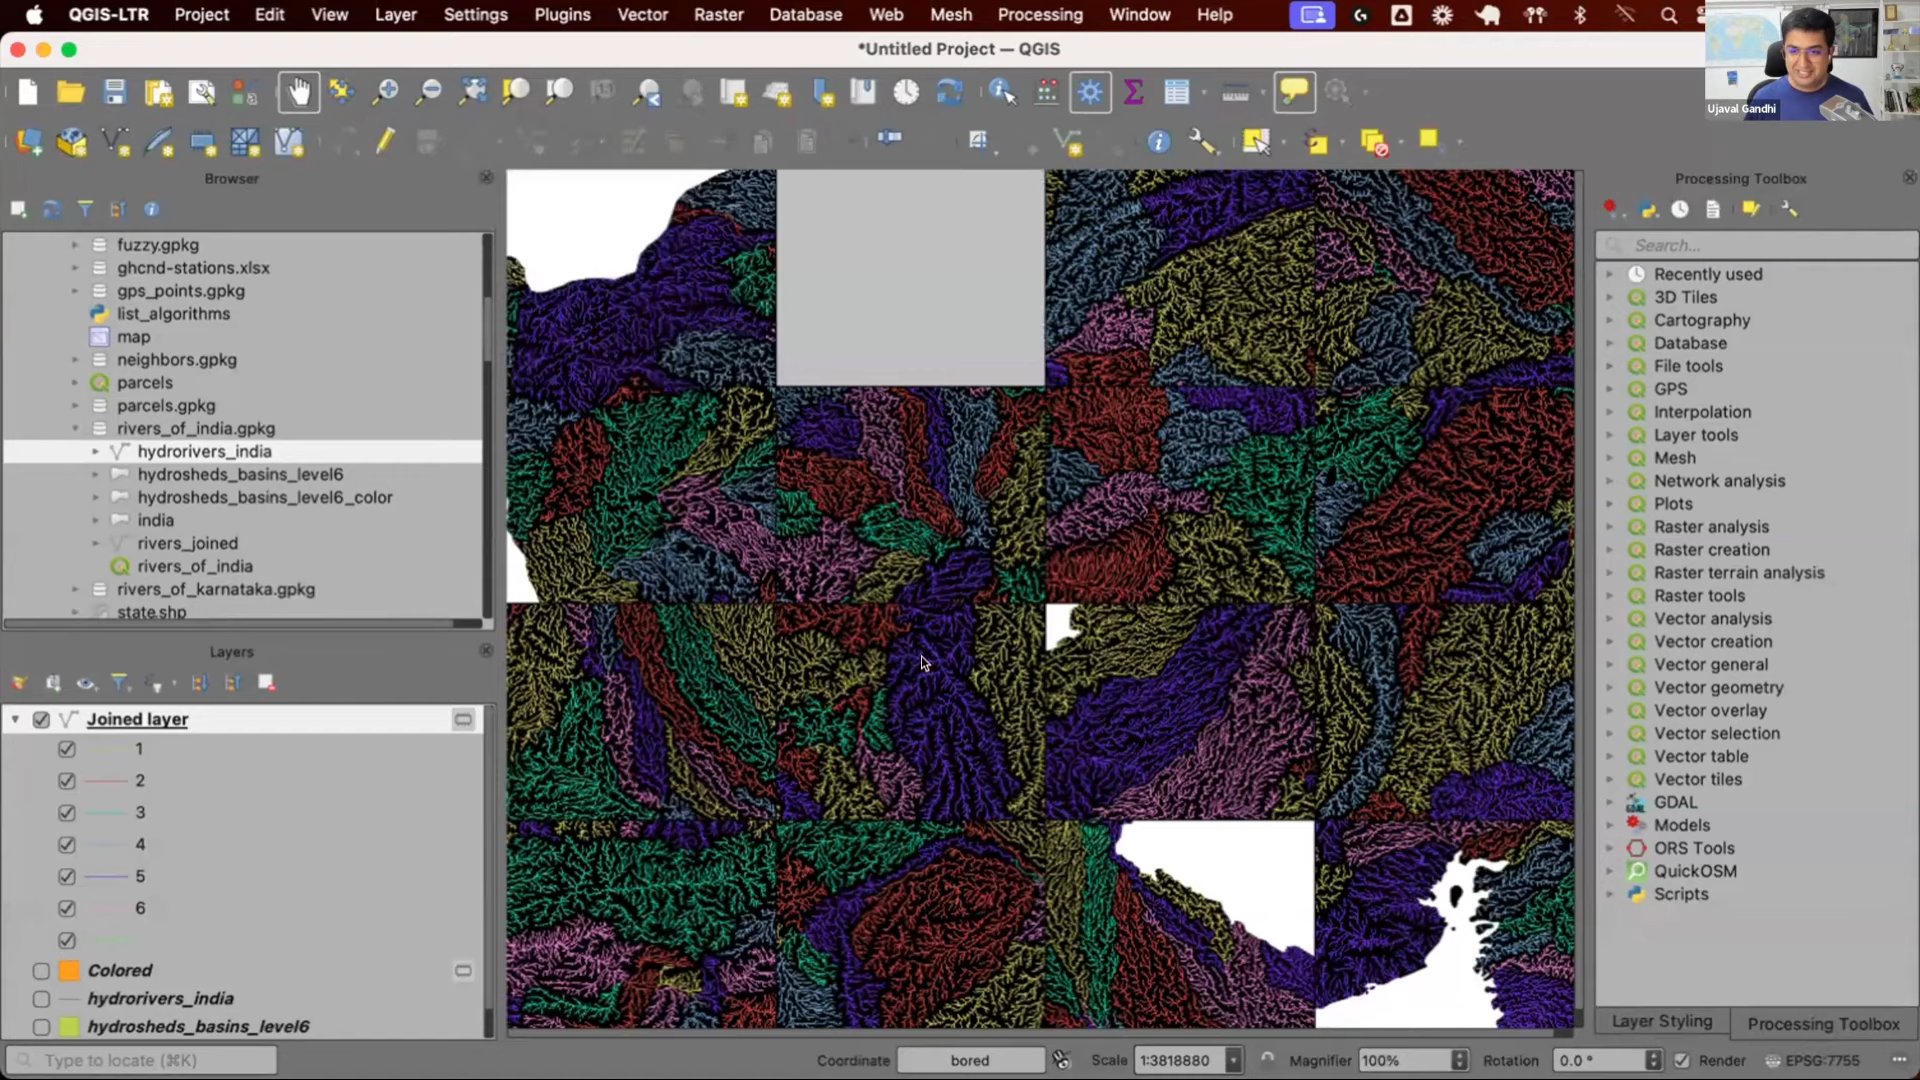 QGIS-LTR Project Edit View Layer Settings Plugins Vector Raster Database Web Mesh Processing Window Help
*Untitled Project — QGIS
Ujaval Gandhi
Browser
fuzzy.gpkg
ghcnd-stations.xlsx
gps_points.gpkg
list_algorithms
map
neighbors.gpkg
parcels
parcels.gpkg
rivers_of_india.gpkg
hydrorivers_india
hydrosheds_basins_level6
hydrosheds_basins_level6_color
india
rivers_joined
rivers_of_india
rivers_of_karnataka.gpkg
state.shp
Layers
Joined layer
1
2
3
4
5
6
Colored
hydrorivers_india
hydrosheds_basins_level6
Processing Toolbox
Search...
Recently used
3D Tiles
Cartography
Database
File tools
GPS
Interpolation
Layer tools
Mesh
Network analysis
Plots
Raster analysis
Raster creation
Raster terrain analysis
Raster tools
Vector analysis
Vector creation
Vector general
Vector geometry
Vector overlay
Vector selection
Vector table
Vector tiles
GDAL
Models
ORS Tools
QuickOSM
Scripts
Layer Styling Processing Toolbox
Type to locate (⌘K) Coordinate bored Scale 1:3818880 Magnifier 100% Rotation 0.0 ° Render EPSG:7755